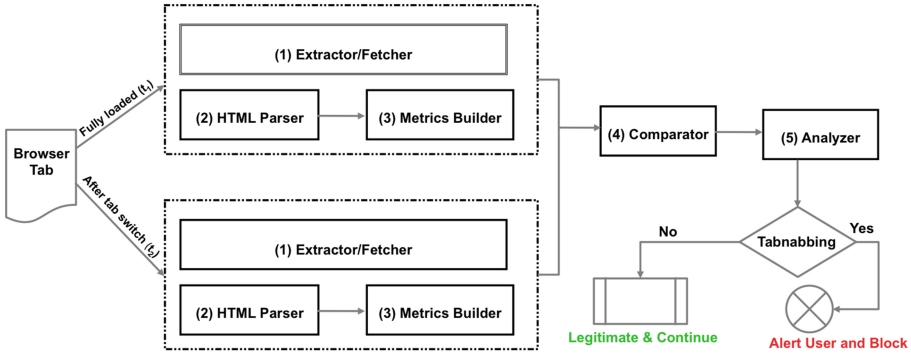 (1) Extractor/Fetcher
Fully loaded (t1)
(2) HTML Parser
(3) Metrics Builder
(4) Comparator
(5) Analyzer
Browser
Tab
After tab switch (t2)
(1) Extractor/Fetcher
(2) HTML Parser
(3) Metrics Builder
No
Tabnabbing
Yes
Legitimate & Continue
Alert User and Block